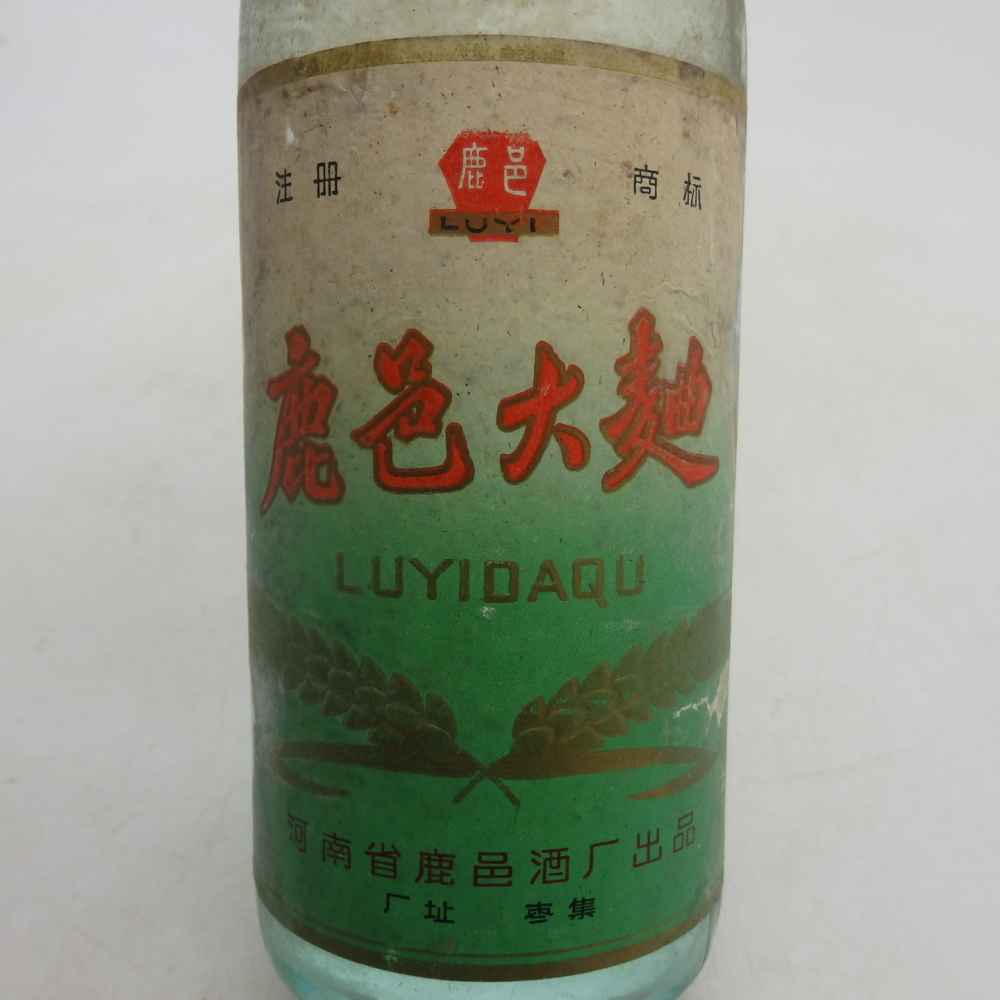 注册 鹿邑 商标
LUYI
鹿邑大麯
LUYIDAQU
河南省鹿邑酒厂出品
厂址 枣集